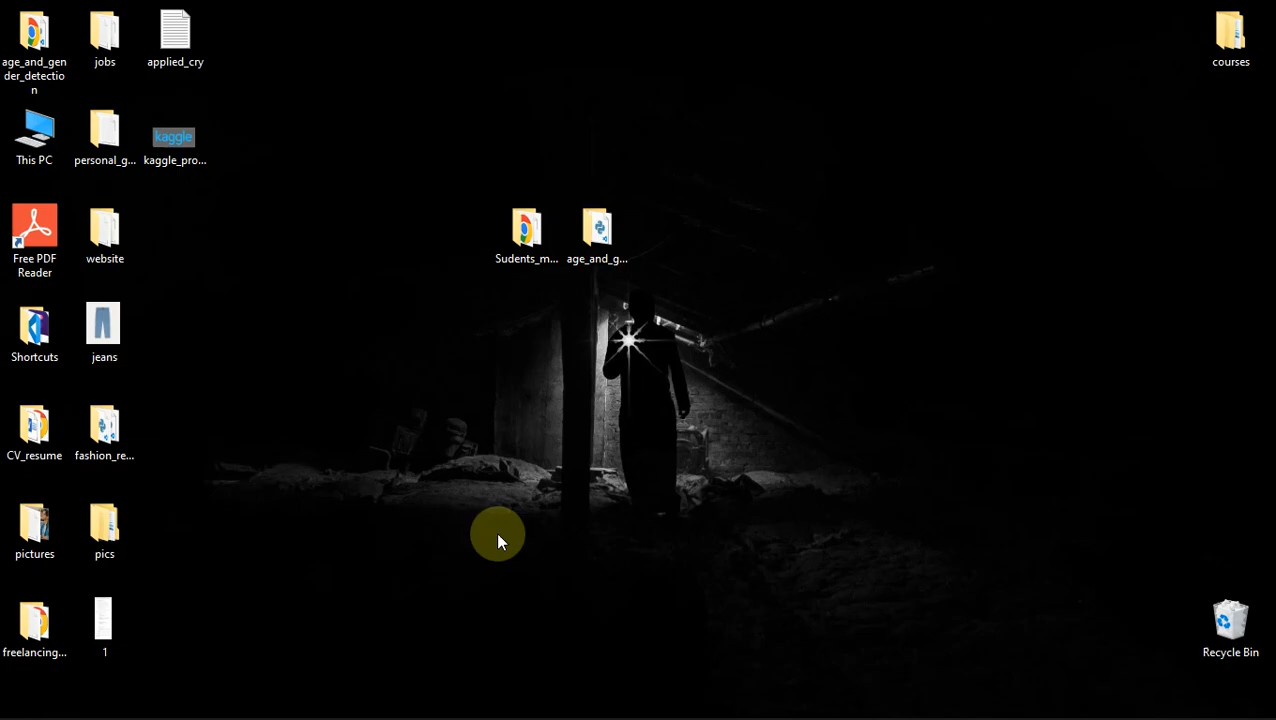 age_and_gen
der_detectio
n
jobs
applied_cry
courses
This PC
personal_g...
kaggle
kaggle_pro...
Free PDF
Reader
website
Sudents_m...
age_and_g...
Shortcuts
jeans
CV_resume
fashion_re...
pictures
pics
freelancing...
1
Recycle Bin